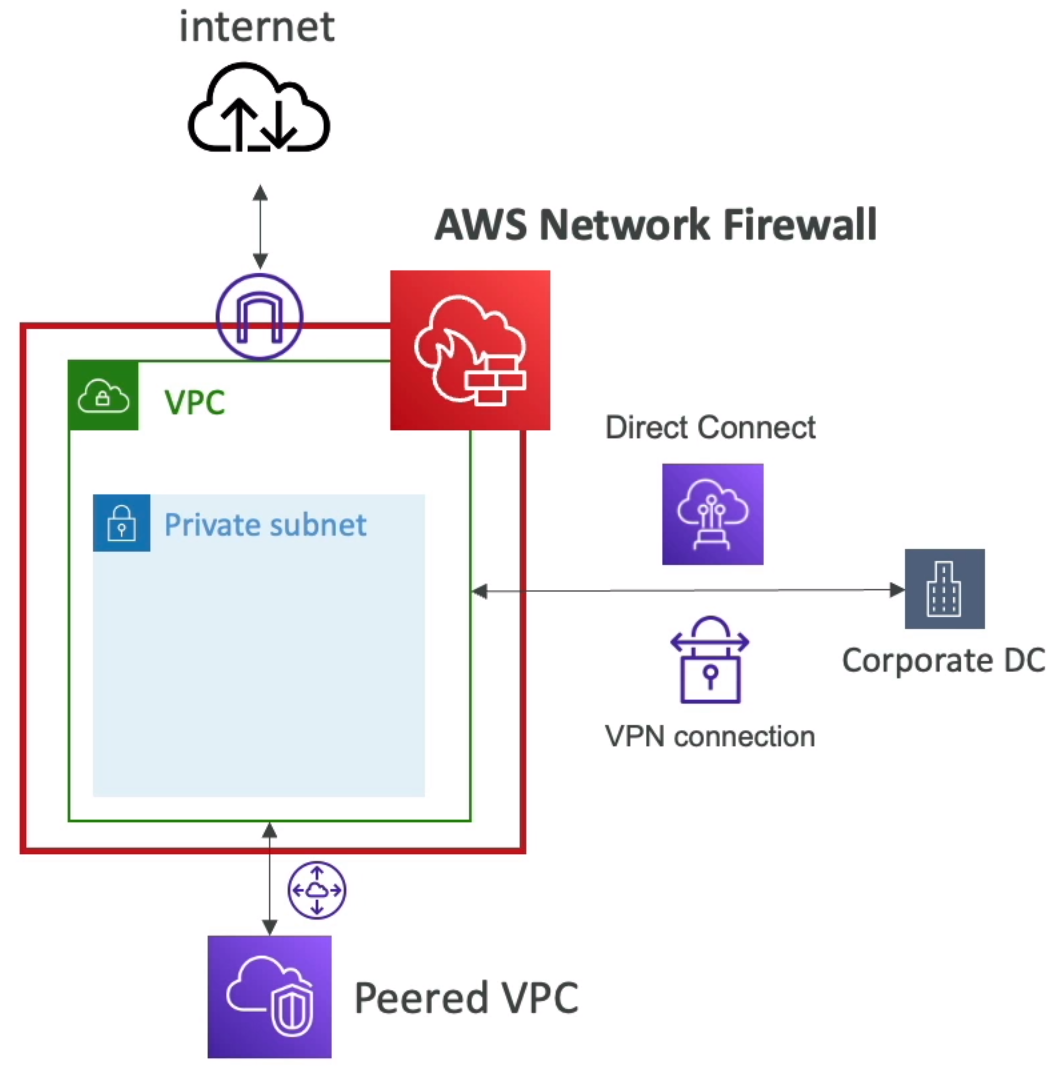 internet
AWS Network Firewall
VPC
Direct Connect
Private subnet
Corporate DC
VPN connection
Peered VPC